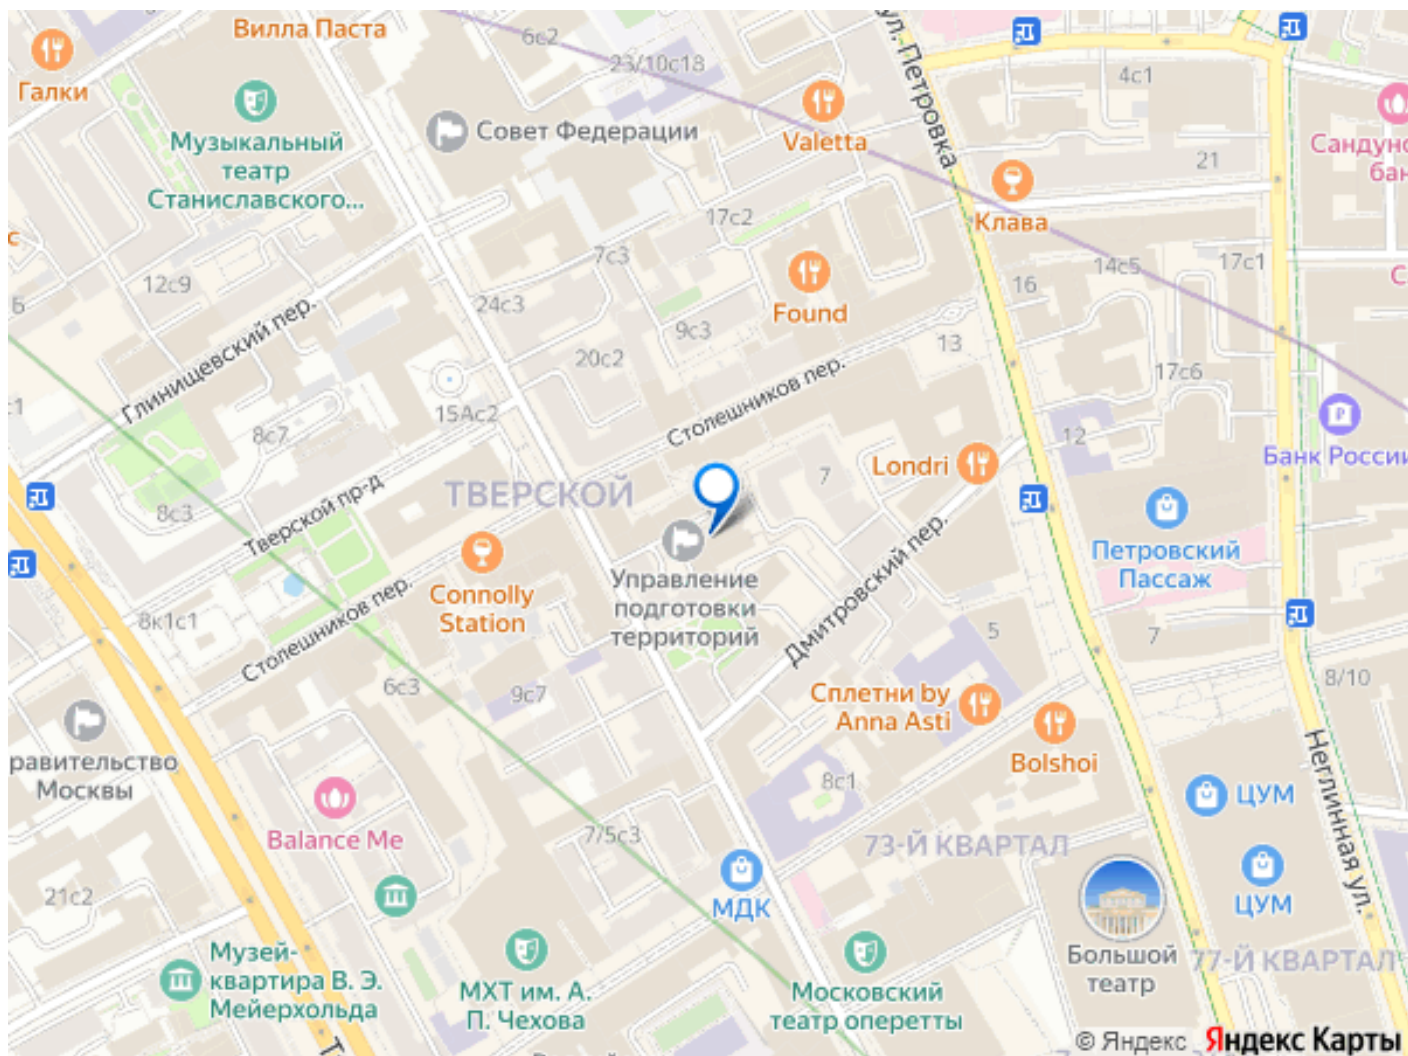 Вилла Паста
6с2
23/10с18
ул. Петровка
4с1
Галки
Музыкальный
театр
Станиславского...
Совет Федерации
Valetta
21
Сандунс
бан
Клава
17с2
с
12с9
7с3
Found
16
14с5
17с1
С
Б
24с3
9с3
20с2
13
17с6
Глинищевский пер.
Столешников пер.
с1
8с7
15Ас2
12
Банк России
Londri
7
ТВЕРСКОЙ
8с3
Тверской пр-д
Петровский
Пассаж
Connolly
Station
Управление
подготовки
территорий
Дмитровский пер.
8к1с1
Столешников пер.
5
7
6с3
9с7
Сплетни by
Anna Asti
8/10
равительство
Москвы
Bolshoi
Неглинная ул.
8с1
ЦУМ
Balance Me
7/5с3
73-Й КВАРТАЛ
21с2
МДК
ЦУМ
Музей-
квартира В. Э.
Мейерхольда
МХТ им. А.
П. Чехова
Московский
театр оперетты
Большой
театр
77-Й КВАРТАЛ
© Яндекс Яндекс Карты